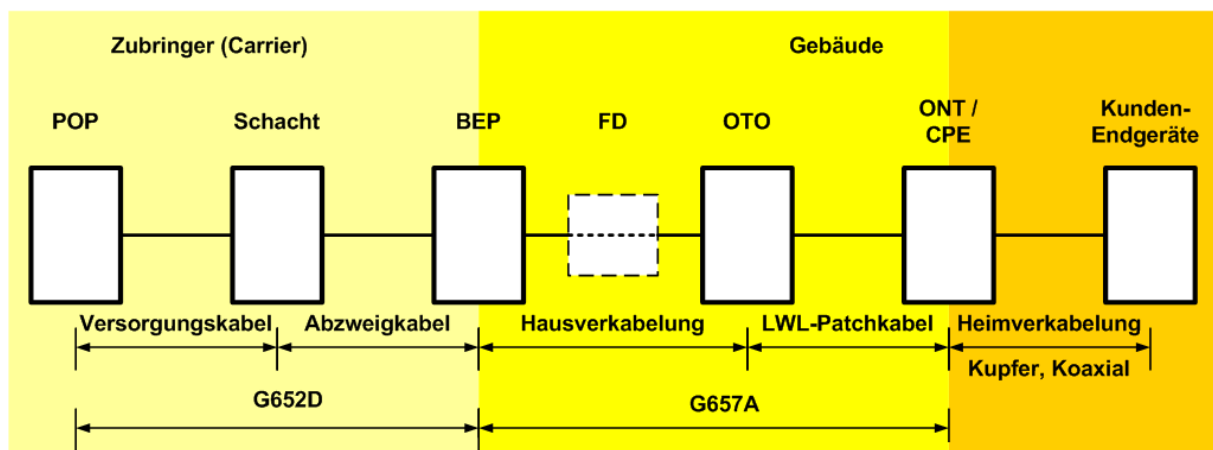 Zubringer (Carrier)
Gebäude
POP
Schacht
BEP
FD
OTO
ONT /
CPE
Kunden-
Endgeräte
Versorgungskabel
Abzweigkabel
Hausverkabelung
LWL-Patchkabel
Heimverkabelung
Kupfer, Koaxial
G652D
G657A